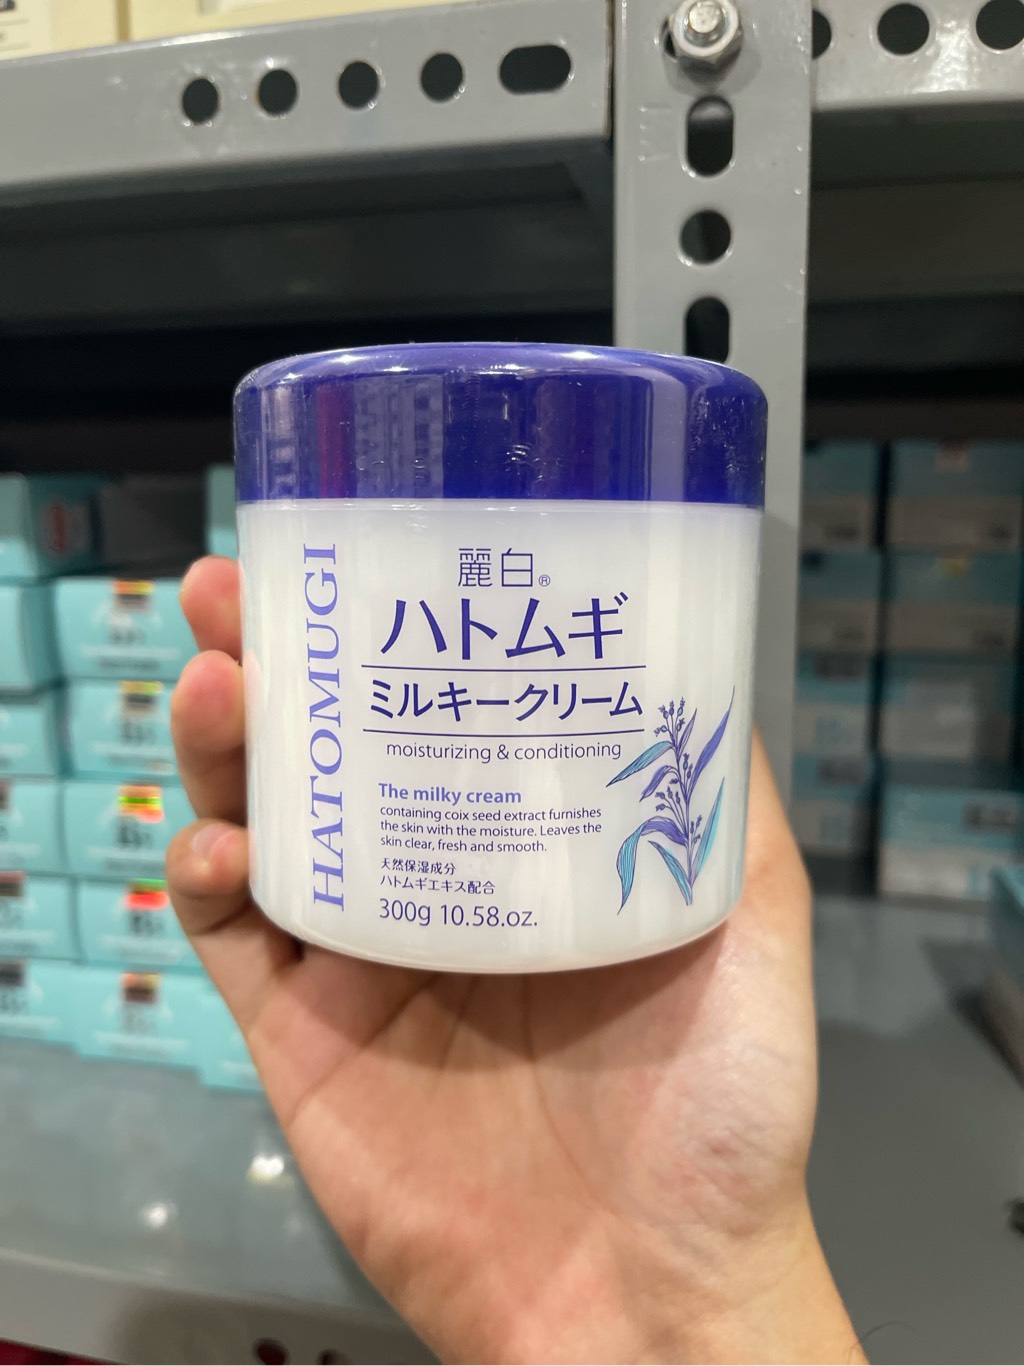 麗白®
ハトムギ
ミルキークリーム
moisturizing & conditioning
HATOMUGI
The milky cream
containing coix seed extract furnishes
the skin with the moisture. Leaves the
skin clear, fresh and smooth.
天然保湿成分
ハトムギエキス配合
300g 10.58.oz.